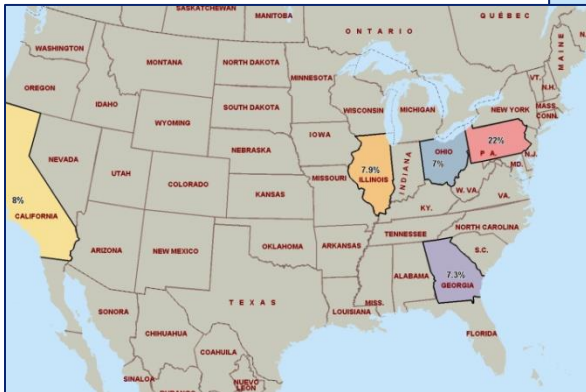 SASKATCHEWAN
MANITOBA
ONTARIO
QUÉBEC
WASHINGTON
MONTANA
NORTH DAKOTA
MINNESOTA
MAINE
N.
OREGON
IDAHO
WYOMING
SOUTH DAKOTA
WISCONSIN
MICHIGAN
NEW YORK
VT.
N.H.
MASS.
CONN.
NEVADA
UTAH
COLORADO
NEBRASKA
IOWA
7.9%
ILLINOIS
INDIANA
OHIO
7%
22%
P A.
N.J.
MD.
8%
CALIFORNIA
KANSAS
MISSOURI
KY.
W. VA.
VA.
ARIZONA
NEW MEXICO
OKLAHOMA
ARKANSAS
TENNESSEE
NORTH CAROLINA
S.C.
TEXAS
LOUISIANA
MISS.
ALABAMA
7.3%
GEORGIA
FLORIDA
SONORA
CHIHUAHUA
COAHUILA
SINALOA
NUEVO
LEON